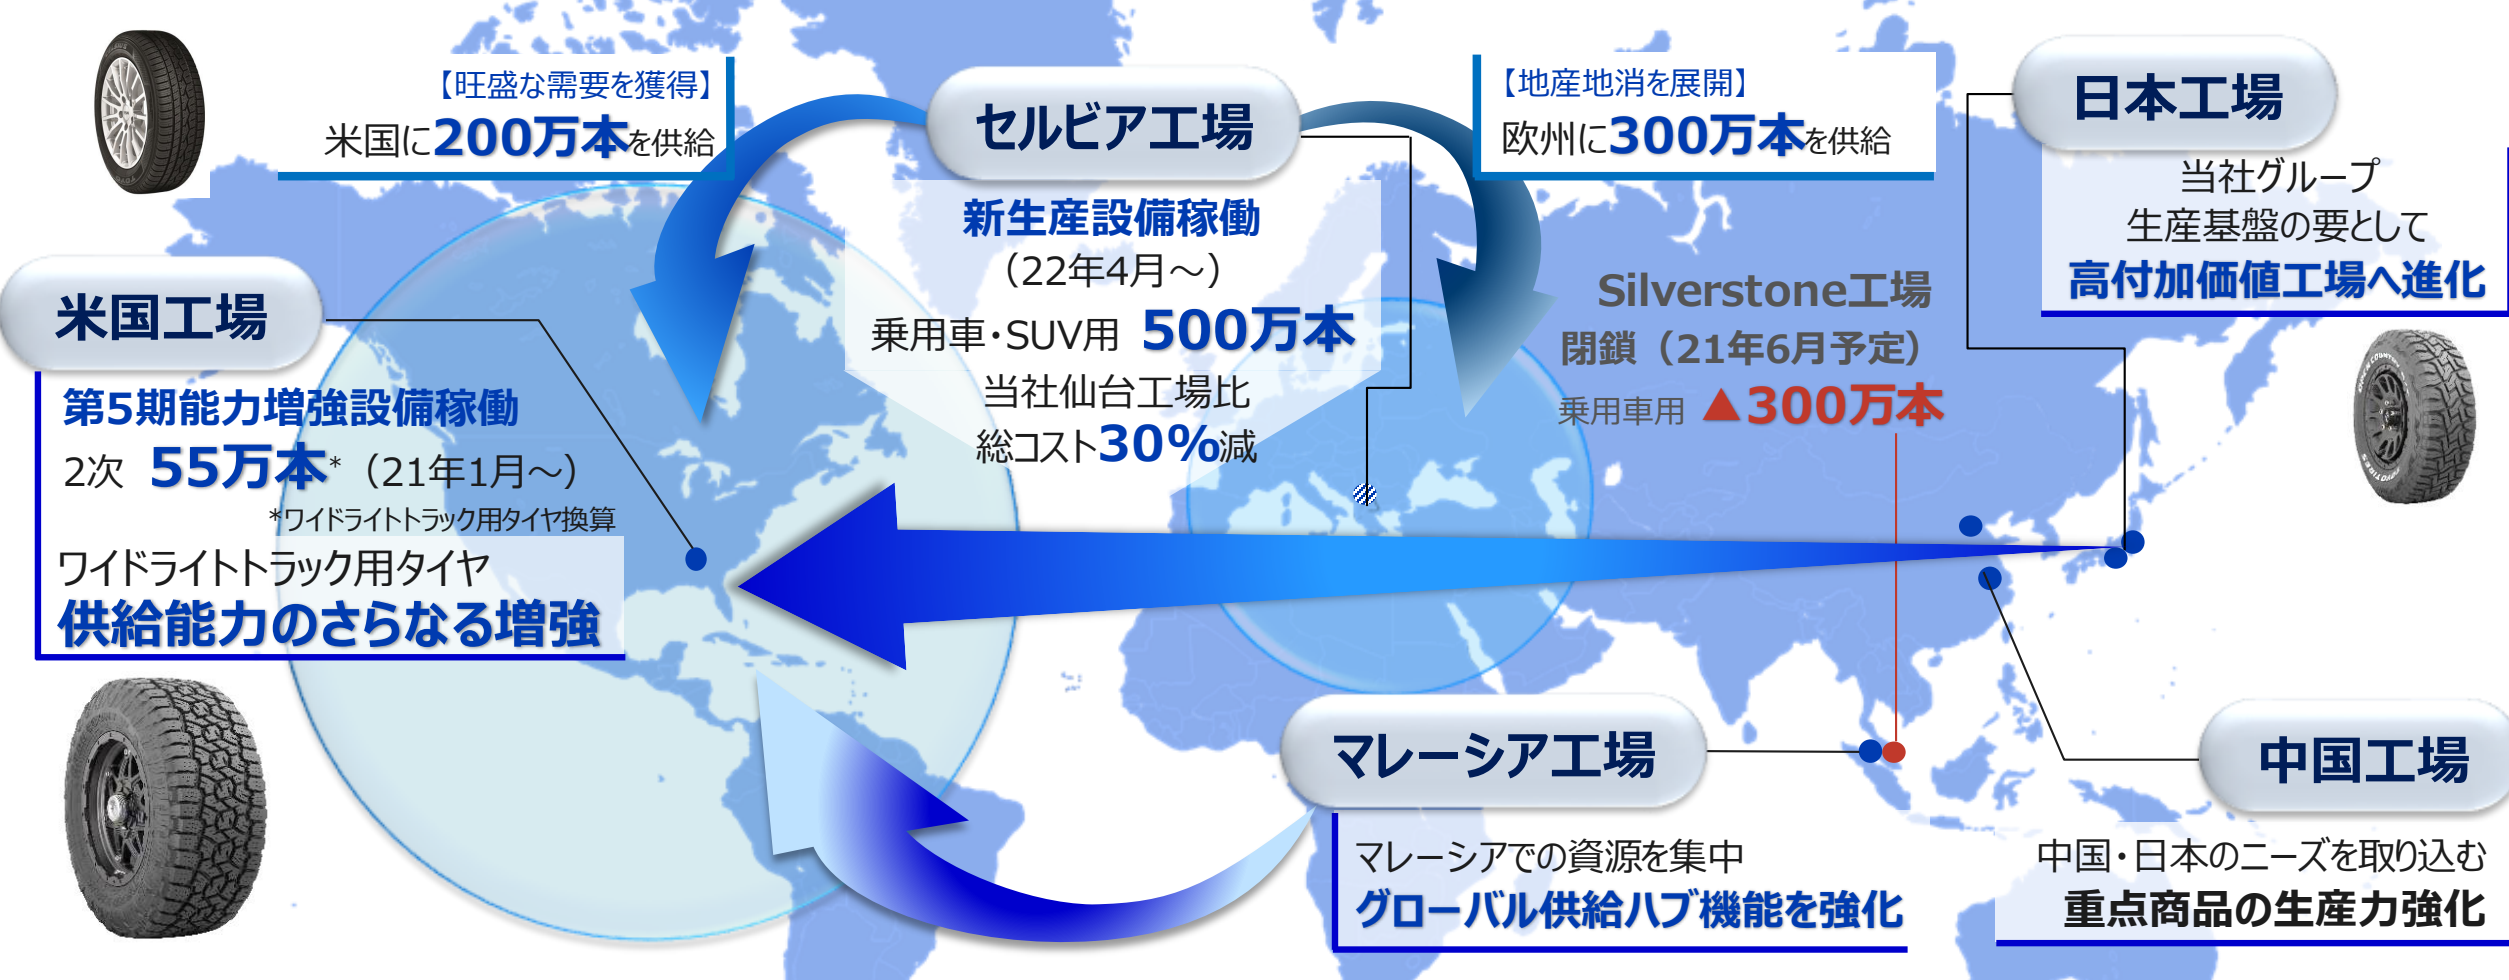 【旺盛な需要を獲得】
米国に200万本を供給
セルビア工場
新生産設備稼働
（22年4月～）
乗用車・SUV用 500万本
当社仙台工場比
総コスト30%減
【地産地消を展開】
欧州に300万本を供給
日本工場
当社グループ
生産基盤の要として
高付加価値工場へ進化
米国工場
第5期能力増強設備稼働
2次 55万本*（21年1月～）
*ワイドライトトラック用タイヤ換算
ワイドライトトラック用タイヤ
供給能力のさらなる増強
Silverstone工場
閉鎖（21年6月予定）
乗用車用 ▲300万本
マレーシア工場
マレーシアでの資源を集中
グローバル供給ハブ機能を強化
中国工場
中国・日本のニーズを取り込む
重点商品の生産力強化